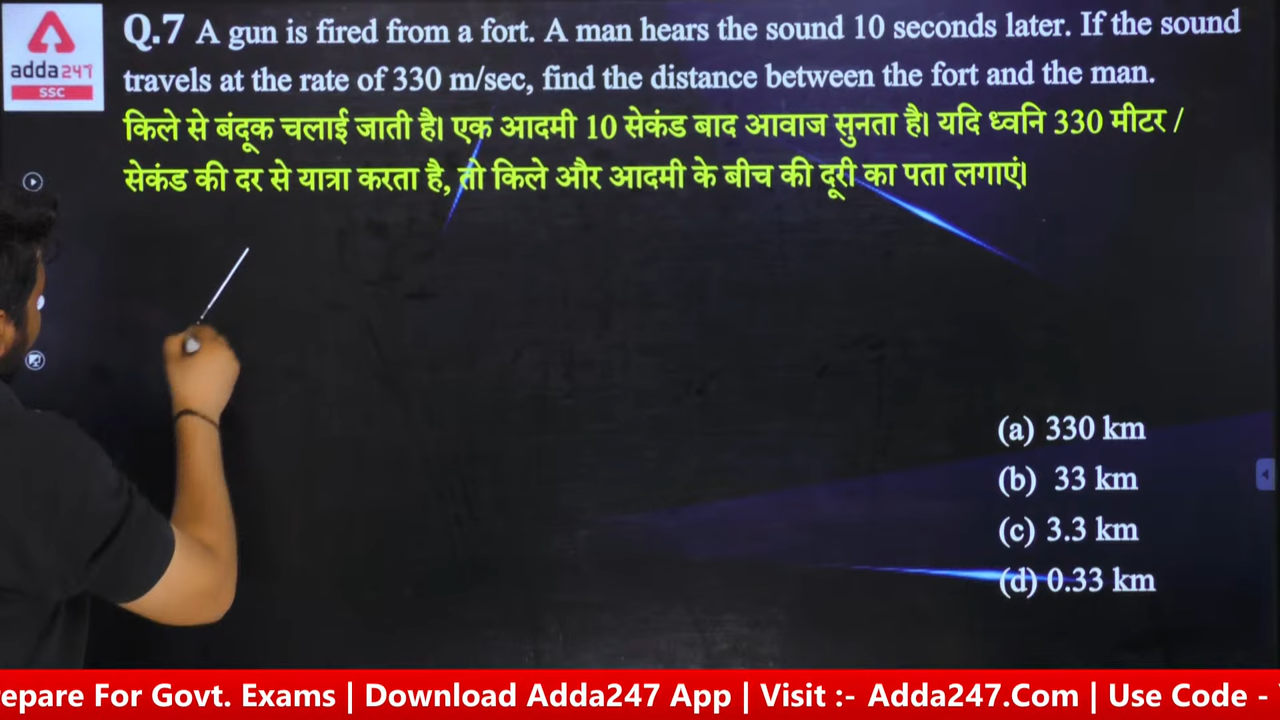 adda247
SSC
Q.7 A gun is fired from a fort. A man hears the sound 10 seconds later. If the sound
travels at the rate of 330 m/sec, find the distance between the fort and the man.
किले से बंदूक चलाई जाती है। एक आदमी 10 सेकंड बाद आवाज सुनता है। यदि ध्वनि 330 मीटर /
सेकंड की दर से यात्रा करता है, तो किले और आदमी के बीच की दूरी का पता लगाएं।
(a) 330 km
(b) 33 km
(c) 3.3 km
(d) 0.33 km
For Govt. Exams | Download Adda247 App | Visit :- Adda247.Com | Use Code -